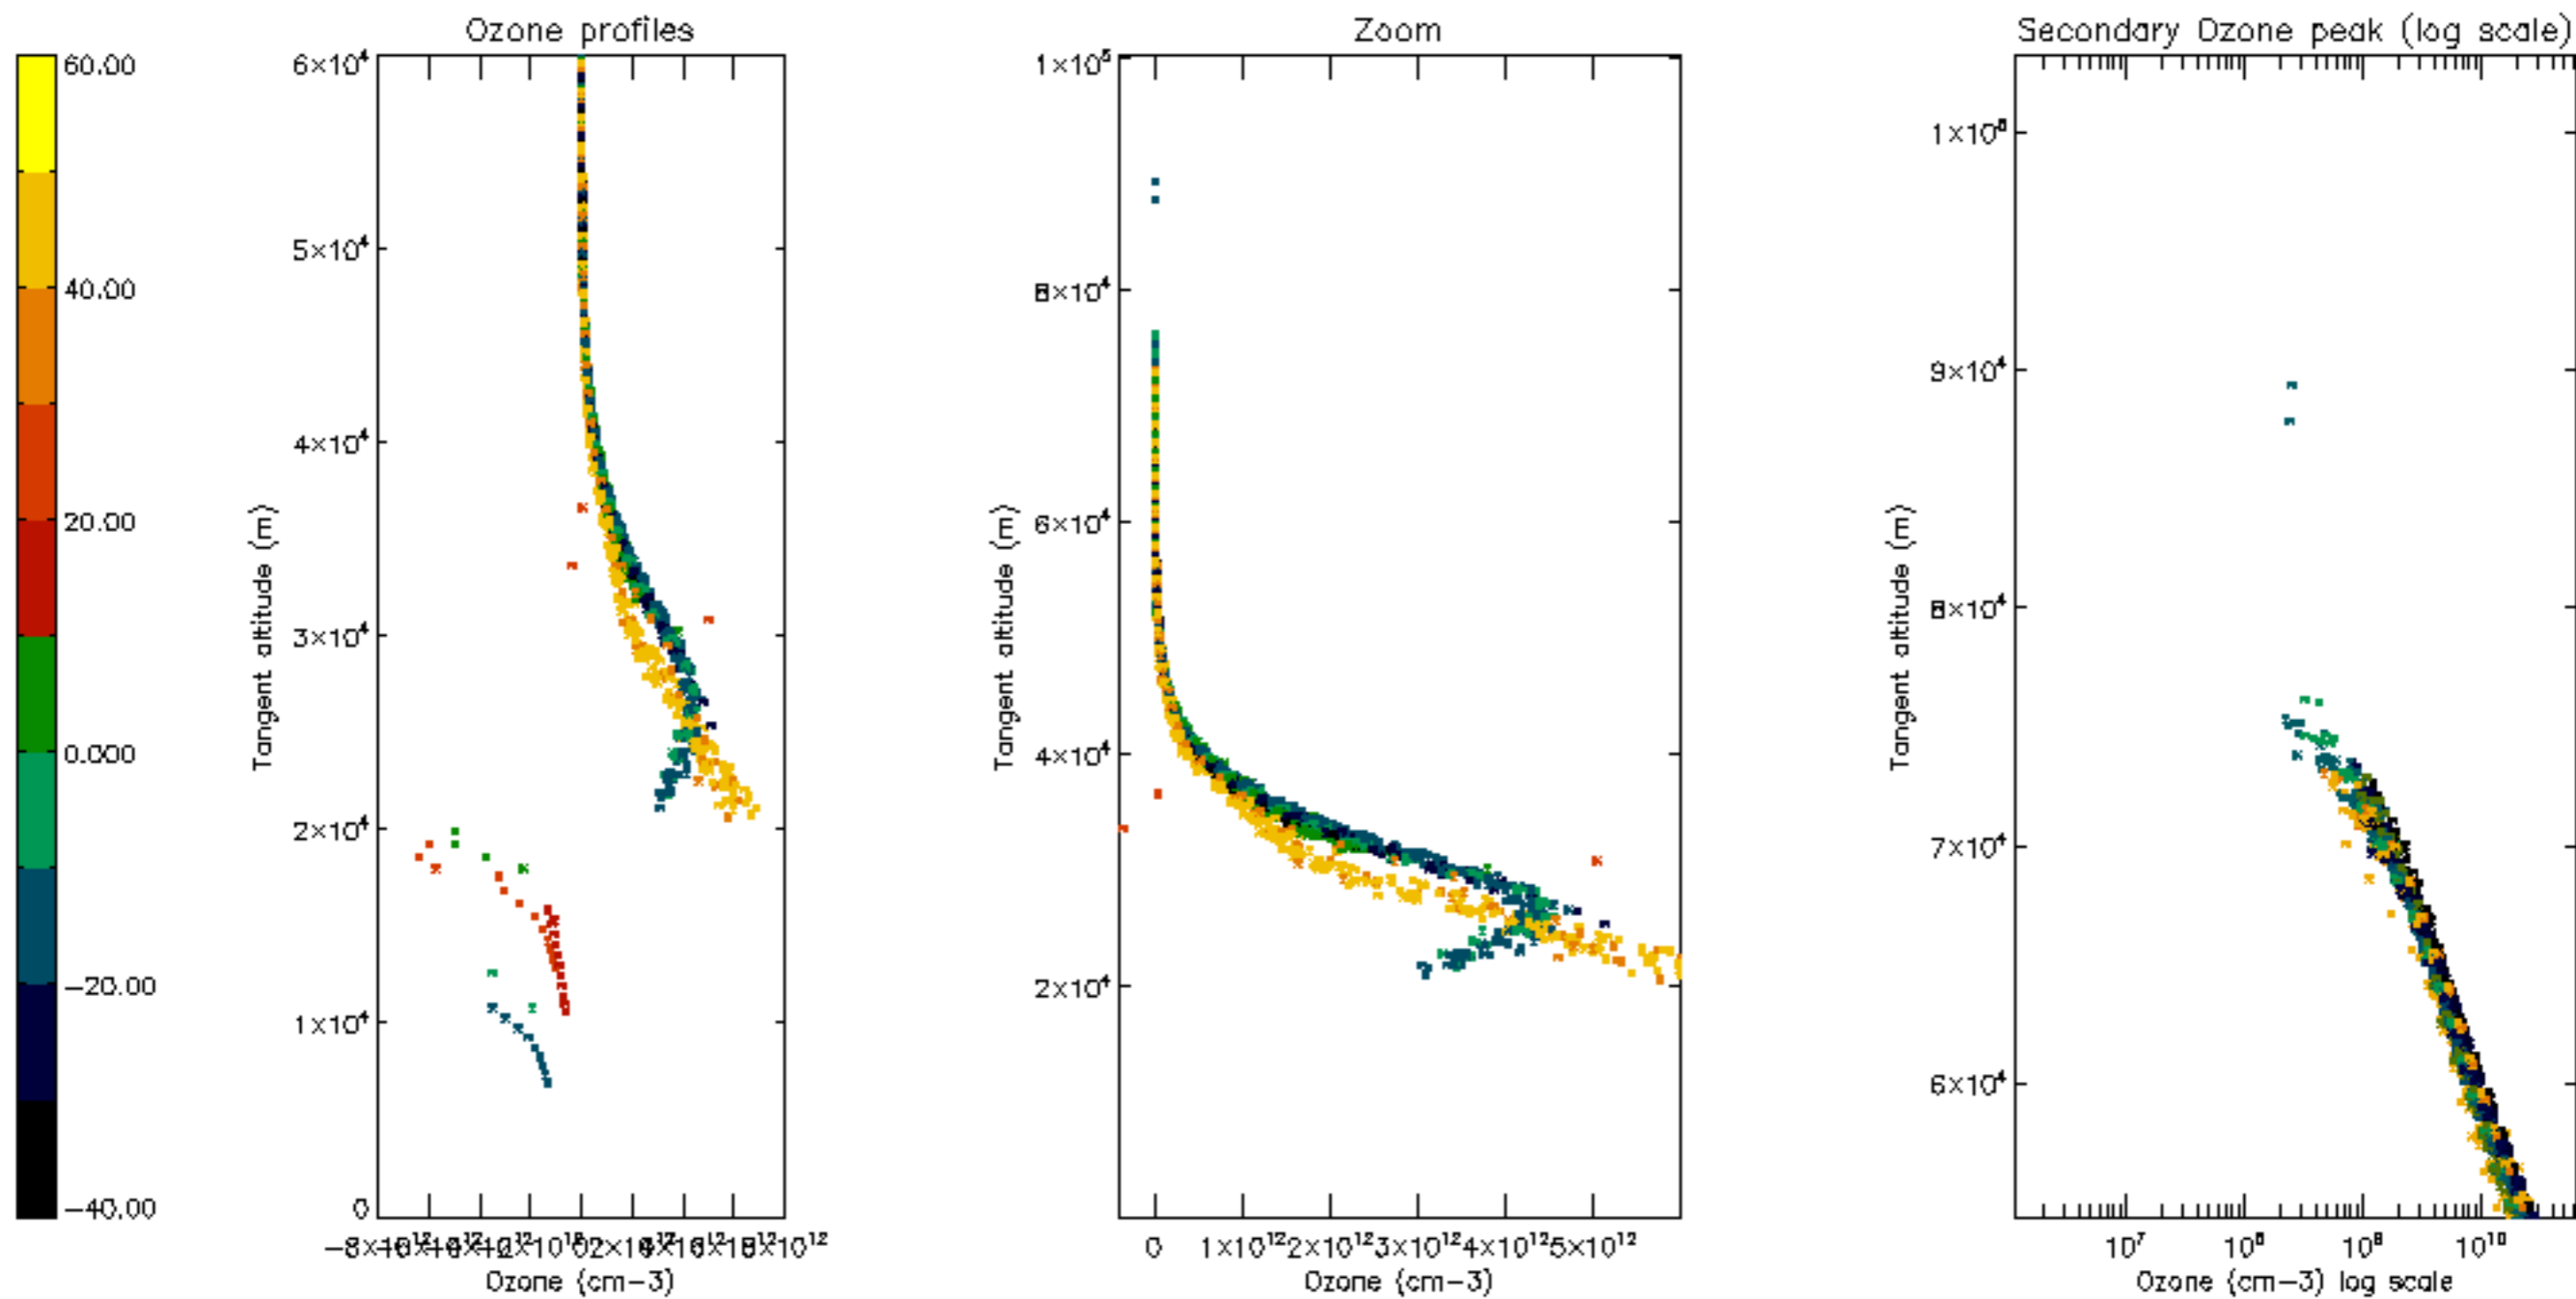 Ozone profiles
Zoom
Secondary Ozone peak (log scale)
60.00
40.00
20.00
0.000
−20.00
−40.00
6×10⁴
5×10⁴
4×10⁴
3×10⁴
2×10⁴
1×10⁴
0
Tangent altitude (m)
Ozone (cm−3)
1×10⁵
8×10⁴
6×10⁴
4×10⁴
2×10⁴
Tangent altitude (m)
0 1×10¹² 2×10¹² 3×10¹² 4×10¹² 5×10¹²
Ozone (cm−3)
9×10⁴
8×10⁴
7×10⁴
6×10⁴
Tangent altitude (m)
10⁷ 10⁸ 10⁹ 10¹⁰
Ozone (cm−3) log scale